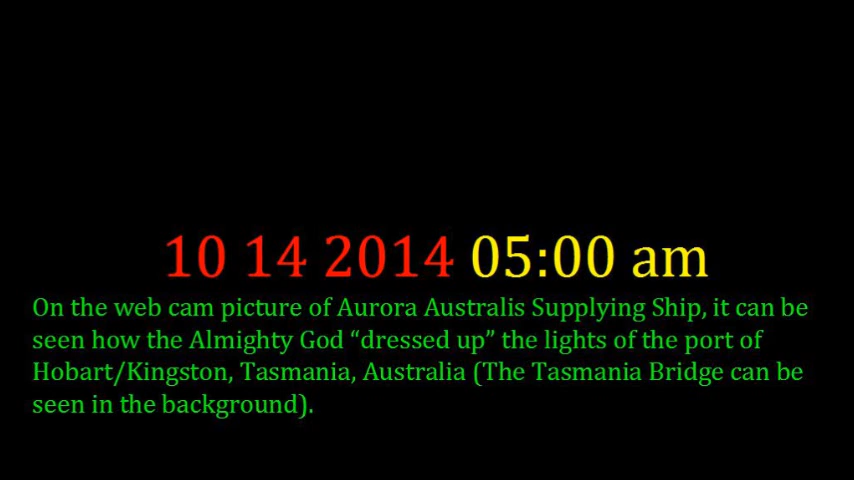 10 14 2014 05:00 am
On the web cam picture of Aurora Australis Supplying Ship, it can be
seen how the Almighty God “dressed up” the lights of the port of
Hobart/Kingston, Tasmania, Australia (The Tasmania Bridge can be
seen in the background).